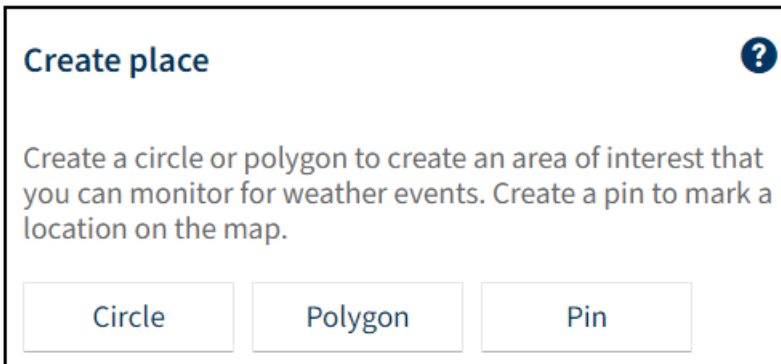 Create place
?
Create a circle or polygon to create an area of interest that
you can monitor for weather events. Create a pin to mark a
location on the map.
Circle Polygon Pin